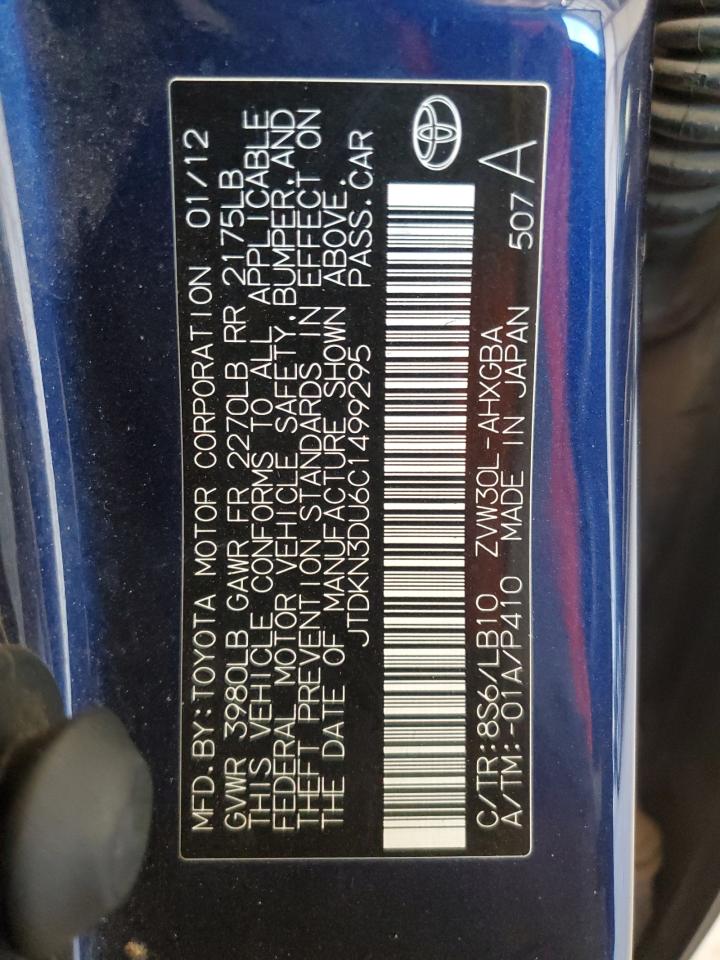 MFD.BY:TOYOTA MOTOR CORPORATION 01/12
GVWR 3980LB GAWR FR 2270LB RR 2175LB
THIS VEHICLE CONFORMS TO ALL APPLICABLE
FEDERAL MOTOR VEHICLE SAFETY,BUMPER,AND
THEFT PREVENTION STANDARDS IN EFFECT ON
THE DATE OF MANUFACTURE SHOWN ABOVE.
JTDKN3DU6C1499295 PASS.CAR
C/TR:8S6/LB10 ZVW30L-AHXGBA
A/TM:-01A/P410 MADE IN JAPAN 507 A